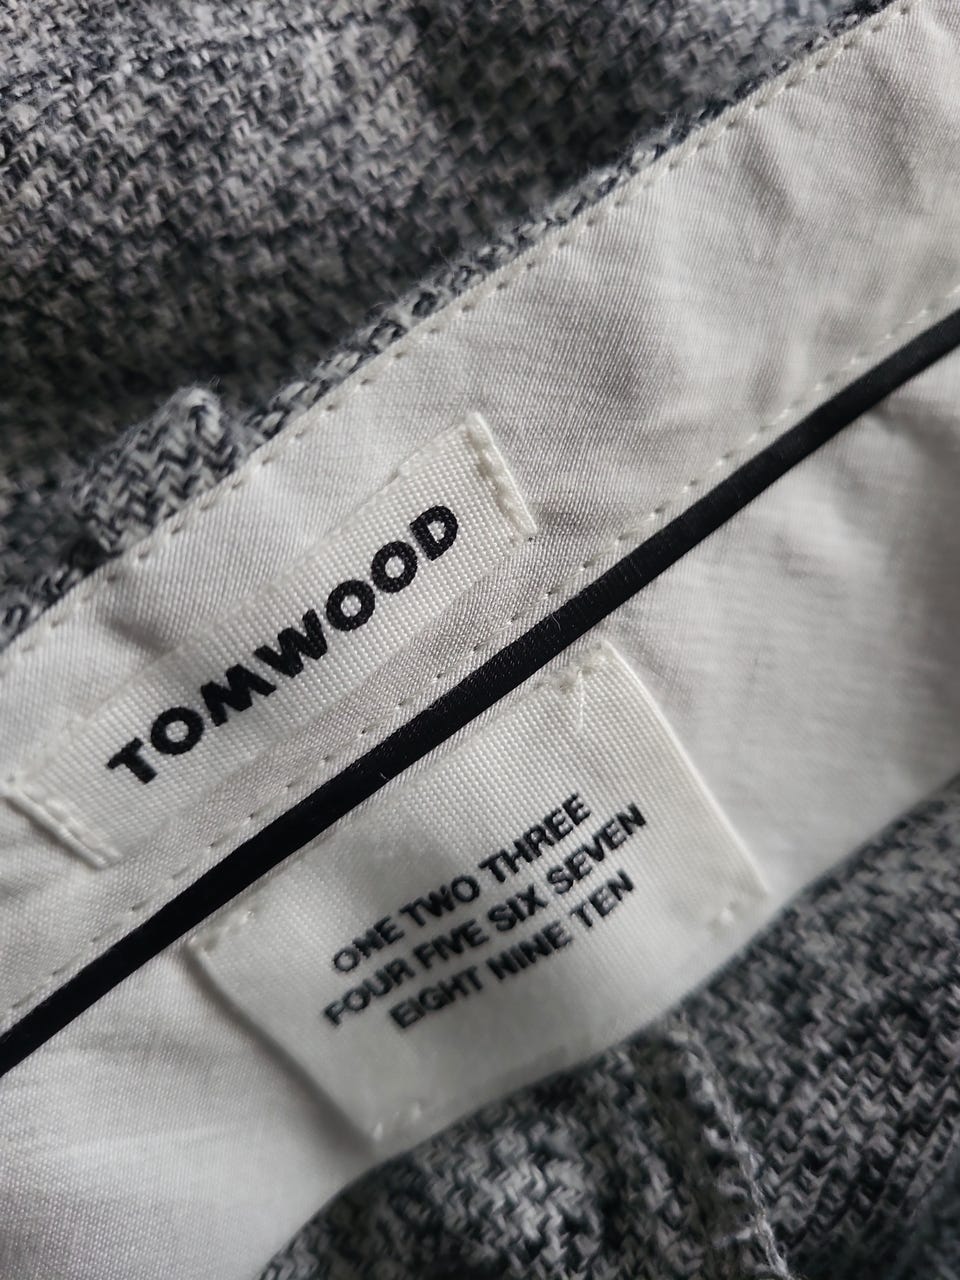 TOMWOOD
ONE TWO THREE
FOUR FIVE SIX SEVEN
EIGHT NINE TEN